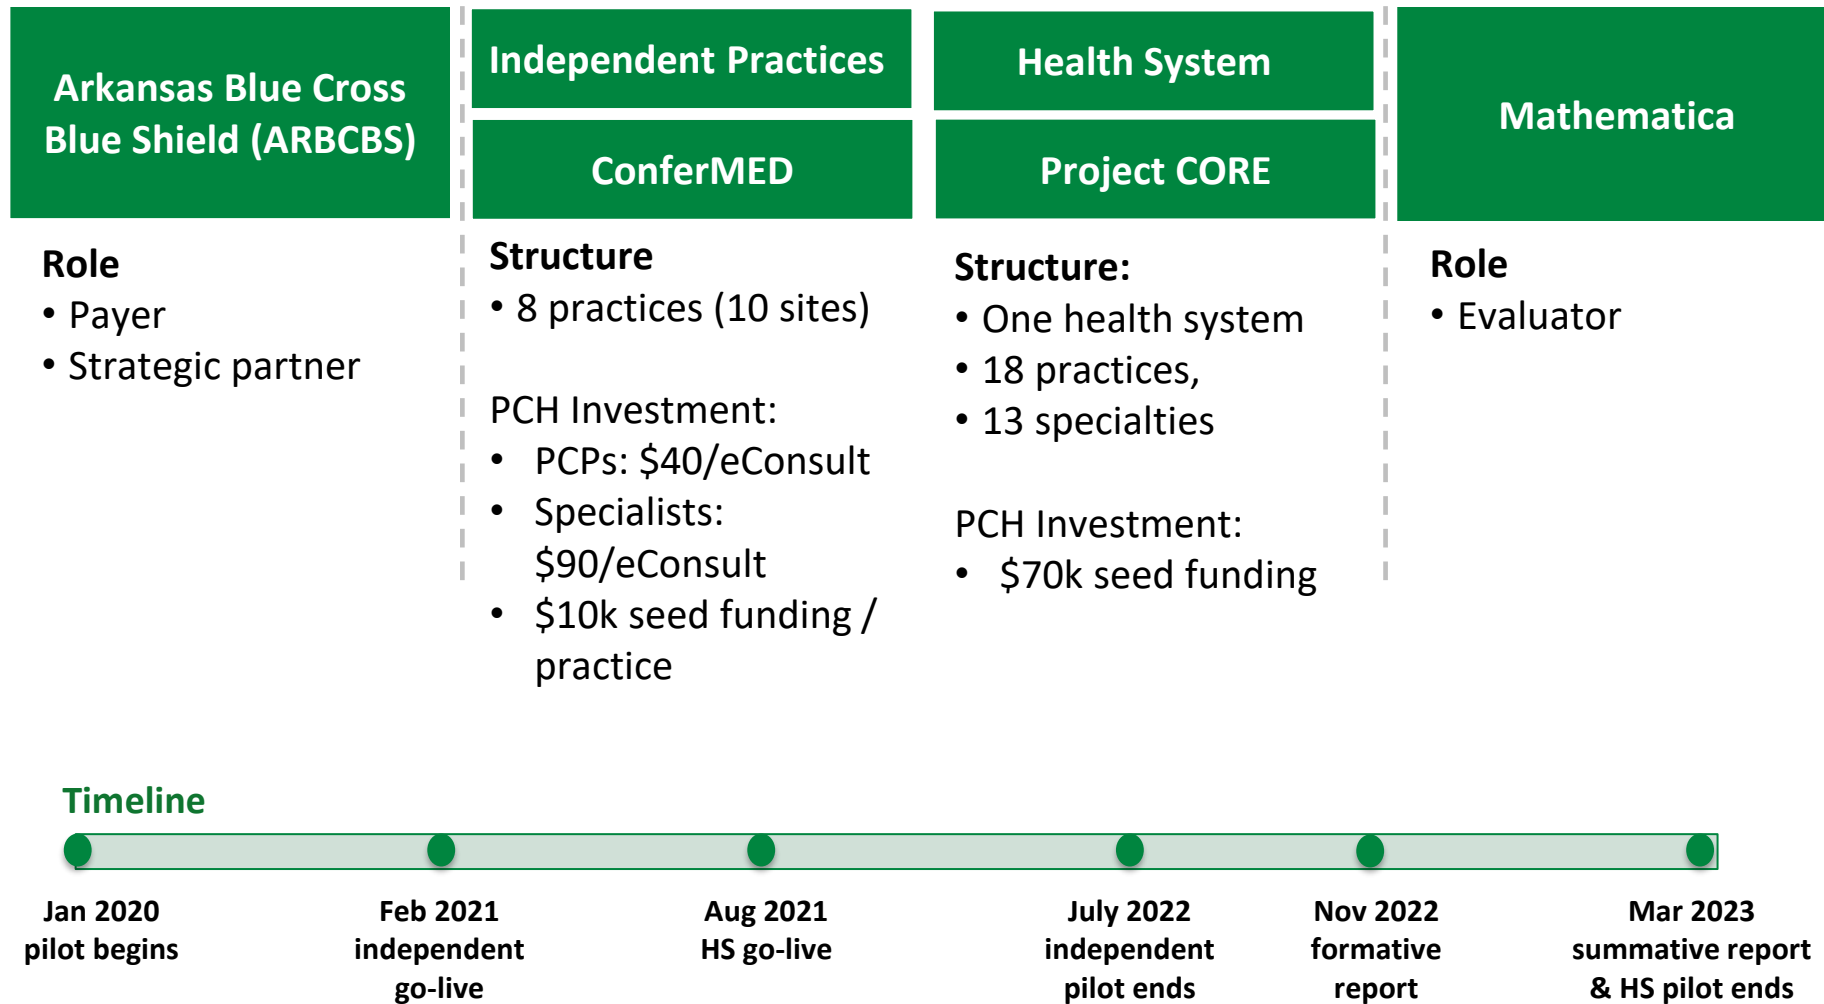 Arkansas Blue Cross
Blue Shield (ARBCBS)
Role
• Payer
• Strategic partner
Independent Practices
ConferMED
Structure
• 8 practices (10 sites)
PCH Investment:
• PCPs: $40/eConsult
• Specialists:
$90/eConsult
• $10k seed funding /
practice
Health System
Project CORE
Structure:
• One health system
• 18 practices,
• 13 specialties
PCH Investment:
• $70k seed funding
Mathematica
Role
• Evaluator
Timeline
Jan 2020
pilot begins
Feb 2021
independent
go-live
Aug 2021
HS go-live
July 2022
independent
pilot ends
Nov 2022
formative
report
Mar 2023
summative report
& HS pilot ends